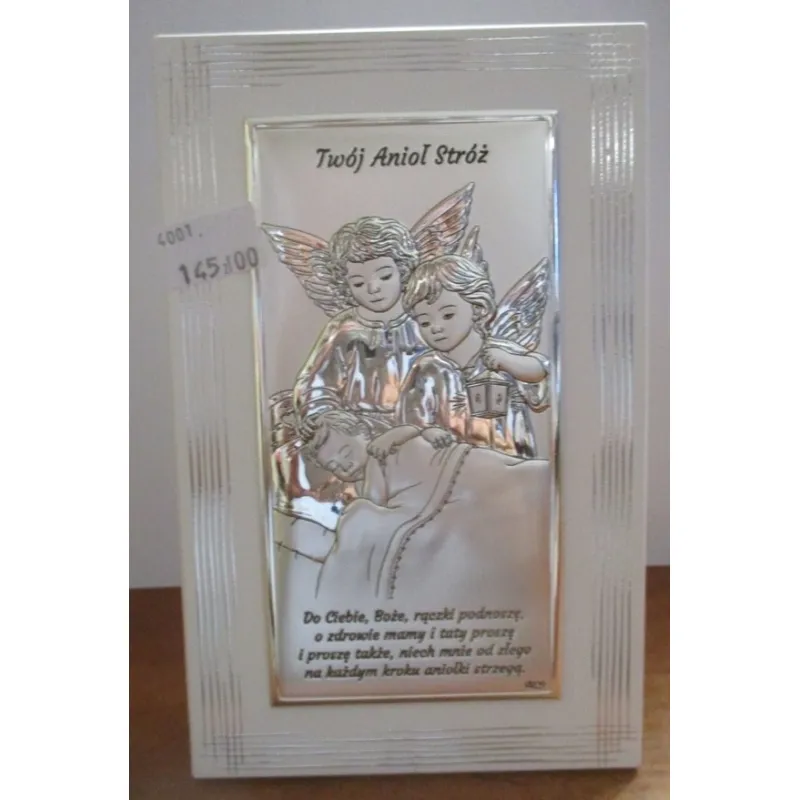 Twój Anioł Stróż
4001.
145 zł 00
Do Ciebie, Boże, rączki podnoszę,
o zdrowie mamy i taty proszę
i proszę także, niech mnie od złego
na każdym kroku aniołki strzegą.